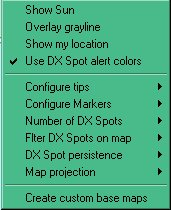 Show Sun
Overlay grayline
Show my location
Use DX Spot alert colors
Configure tips
Configure Markers
Number of DX Spots
Flter DX Spots on map
DX Spot persistence
Map projection
Create custom base maps